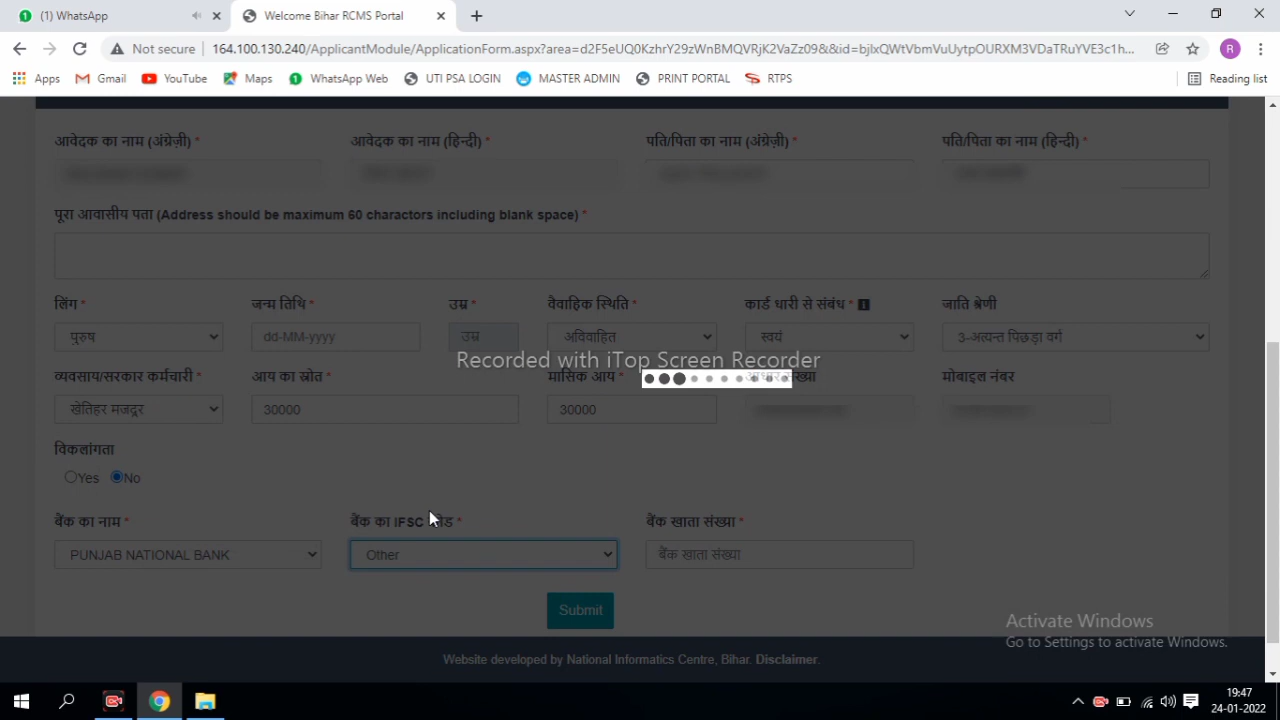 (1) WhatsApp
Welcome Bihar RCMS Portal
Not secure
164.100.130.240/ApplicantModule/ApplicationForm.aspx?area=d2F5eUQ0KzhrY29zWnBMQVRjK2VaZz09&&id=bjlxQWtVbmVuUytpOURXM3VDaTRuYVE3c1h...
R
Apps
Gmail
YouTube
Maps
WhatsApp Web
UTI PSA LOGIN
MASTER ADMIN
PRINT PORTAL
RTPS
Reading list
आवेदक का नाम (अंग्रेज़ी) *
आवेदक का नाम (हिन्दी) *
पति/पिता का नाम (अंग्रेज़ी) *
पति/पिता का नाम (हिन्दी) *
पूरा आवासीय पता (Address should be maximum 60 charactors including blank space) *
लिंग *
जन्म तिथि *
उम्र *
वैवाहिक स्थिति *
कार्ड धारी से संबंध *
जाति श्रेणी
पुरुष
dd-MM-yyyy
उम्र
अविवाहित
स्वयं
3-अत्यन्त पिछड़ा वर्ग
Recorded with iTop Screen Recorder
व्यवसाय/सरकार कर्मचारी *
आय का स्रोत *
मासिक आय *
संख्या
मोबाइल नंबर
खेतिहर मजदूर
30000
30000
विकलांगता
Yes
No
बैंक का नाम *
बैंक का IFSC कोड *
बैंक खाता संख्या *
PUNJAB NATIONAL BANK
Other
बैंक खाता संख्या
Submit
Activate Windows
Go to Settings to activate Windows.
Website developed by National Informatics Centre, Bihar. Disclaimer.
19:47
24-01-2022